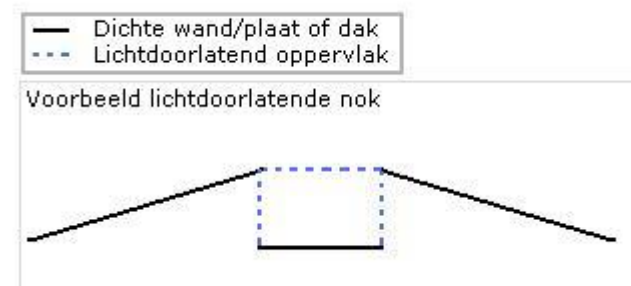 Dichte wand/plaat of dak
Lichtdoorlatend oppervlak
Voorbeeld lichtdoorlatende nok